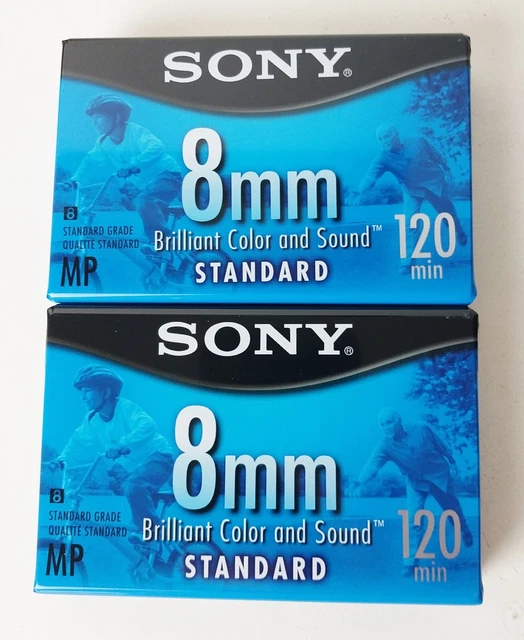 SONY®
8mm
Brilliant Color and Sound™
STANDARD
8
STANDARD GRADE
QUALITÉ STANDARD
MP
120
min
SONY®
8mm
Brilliant Color and Sound™
STANDARD
8
STANDARD GRADE
QUALITÉ STANDARD
MP
120
min